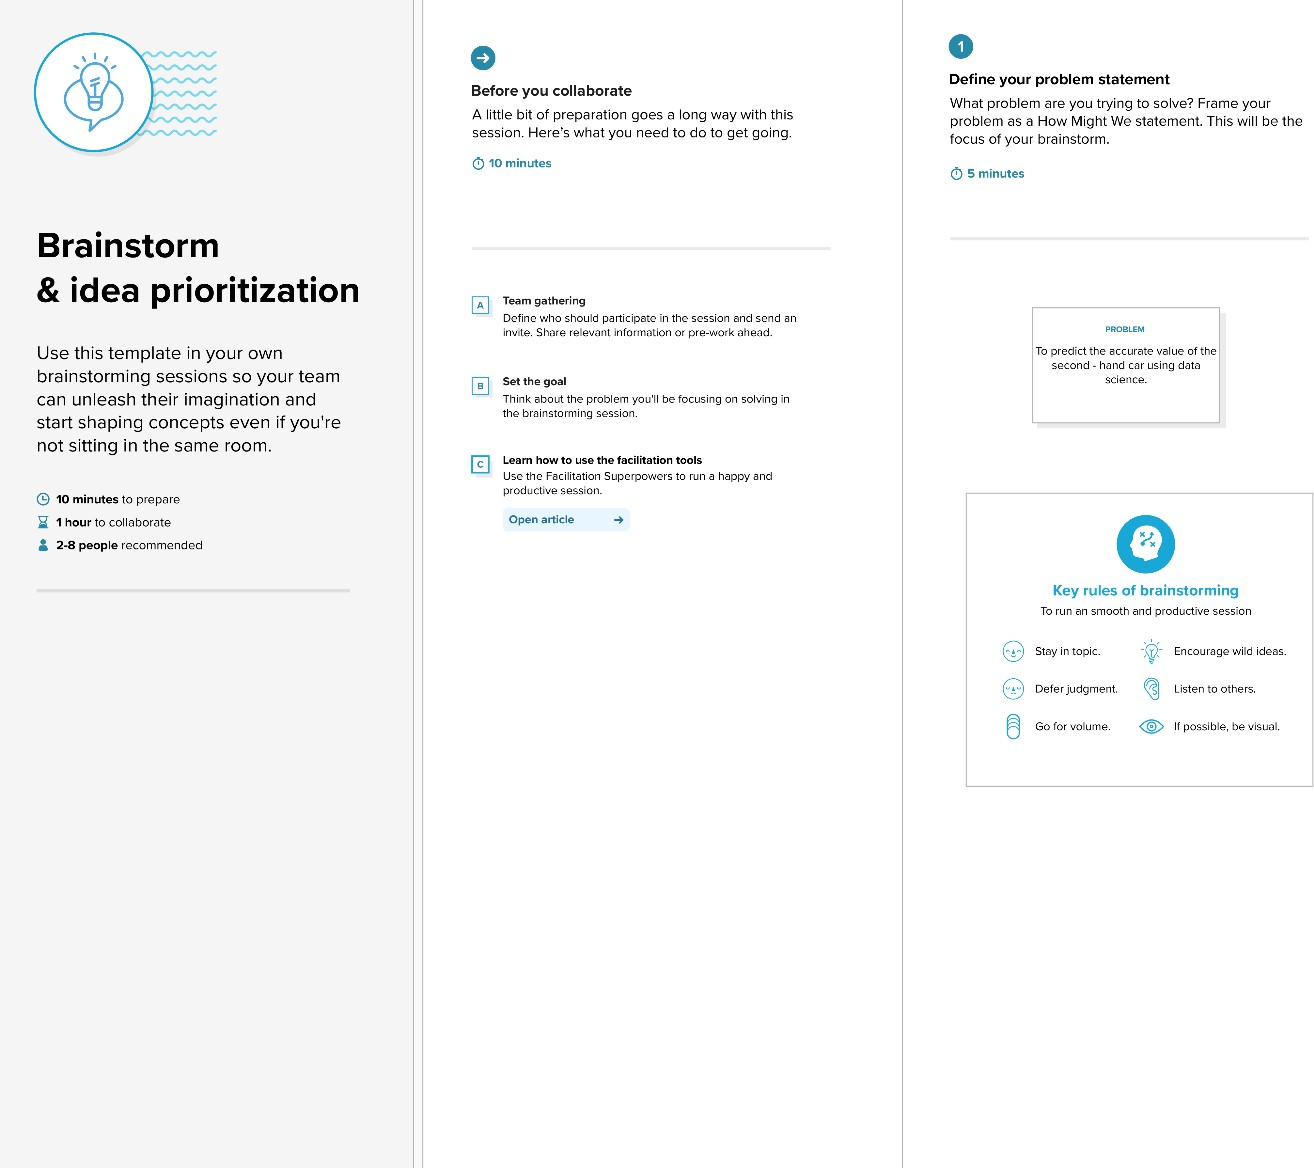 Brainstorm
& idea prioritization
Use this template in your own
brainstorming sessions so your team
can unleash their imagination and
start shaping concepts even if you're
not sitting in the same room.
10 minutes to prepare
1 hour to collaborate
2-8 people recommended
Before you collaborate
A little bit of preparation goes a long way with this
session. Here's what you need to do to get going.
10 minutes
A
Team gathering
Define who should participate in the session and send an
invite. Share relevant information or pre-work ahead.
B
Set the goal
Think about the problem you'll be focusing on solving in
the brainstorming session.
C
Learn how to use the facilitation tools
Use the Facilitation Superpowers to run a happy and
productive session.
Open article
1
Define your problem statement
What problem are you trying to solve? Frame your
problem as a How Might We statement. This will be the
focus of your brainstorm.
5 minutes
PROBLEM
To predict the accurate value of the
second - hand car using data
science.
Key rules of brainstorming
To run an smooth and productive session
Stay in topic.
Encourage wild ideas.
Defer judgment.
Listen to others.
Go for volume.
If possible, be visual.